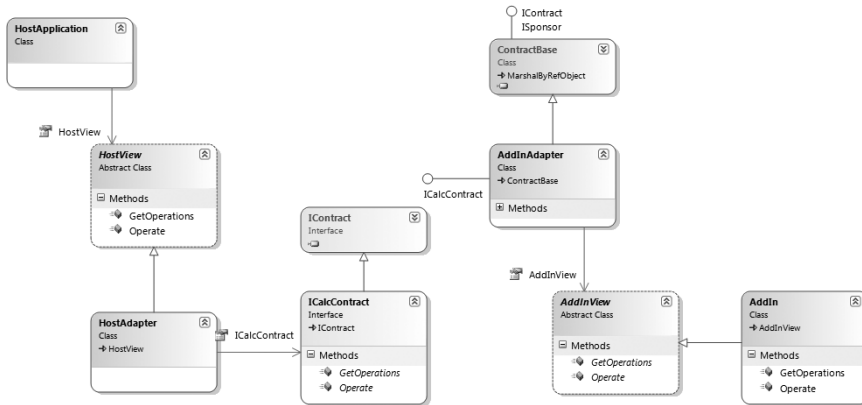 HostApplication
Class
HostView
HostView
Abstract Class
Methods
GetOperations
Operate
HostAdapter
Class
HostView
ICalcContract
IContract
Interface
ICalcContract
Interface
IContract
Methods
GetOperations
Operate
IContract
ISponsor
ContractBase
Class
MarshalByRefObject
AddInAdapter
Class
ContractBase
Methods
ICalcContract
AddInView
AddInView
Abstract Class
Methods
GetOperations
Operate
AddIn
Class
AddInView
Methods
GetOperations
Operate